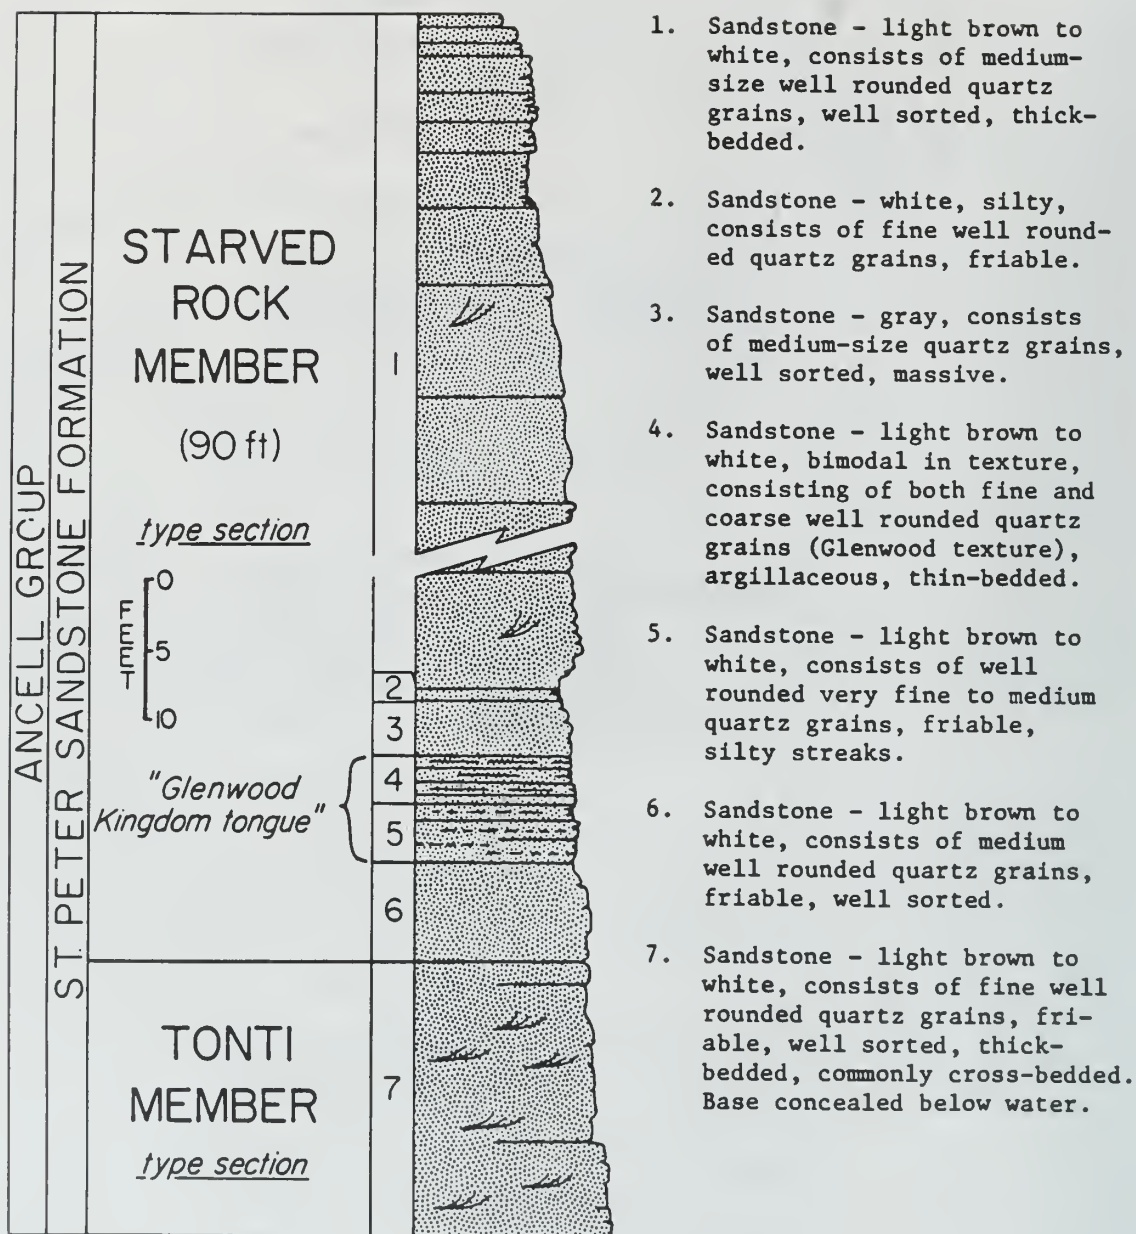 ANCELL GROUP
ST. PETER SANDSTONE FORMATION
STARVED
ROCK
MEMBER
(90 ft)
type section
FEET
0
5
10
"Glenwood
Kingdom tongue"
TONTI
MEMBER
type section
1
2
3
4
5
6
7
1. Sandstone - light brown to
white, consists of medium-
size well rounded quartz
grains, well sorted, thick-
bedded.
2. Sandstone - white, silty,
consists of fine well round-
ed quartz grains, friable.
3. Sandstone - gray, consists
of medium-size quartz grains,
well sorted, massive.
4. Sandstone - light brown to
white, bimodal in texture,
consisting of both fine and
coarse well rounded quartz
grains (Glenwood texture),
argillaceous, thin-bedded.
5. Sandstone - light brown to
white, consists of well
rounded very fine to medium
quartz grains, friable,
silty streaks.
6. Sandstone - light brown to
white, consists of medium
well rounded quartz grains,
friable, well sorted.
7. Sandstone - light brown to
white, consists of fine well
rounded quartz grains, fri-
able, well sorted, thick-
bedded, commonly cross-bedded.
Base concealed below water.